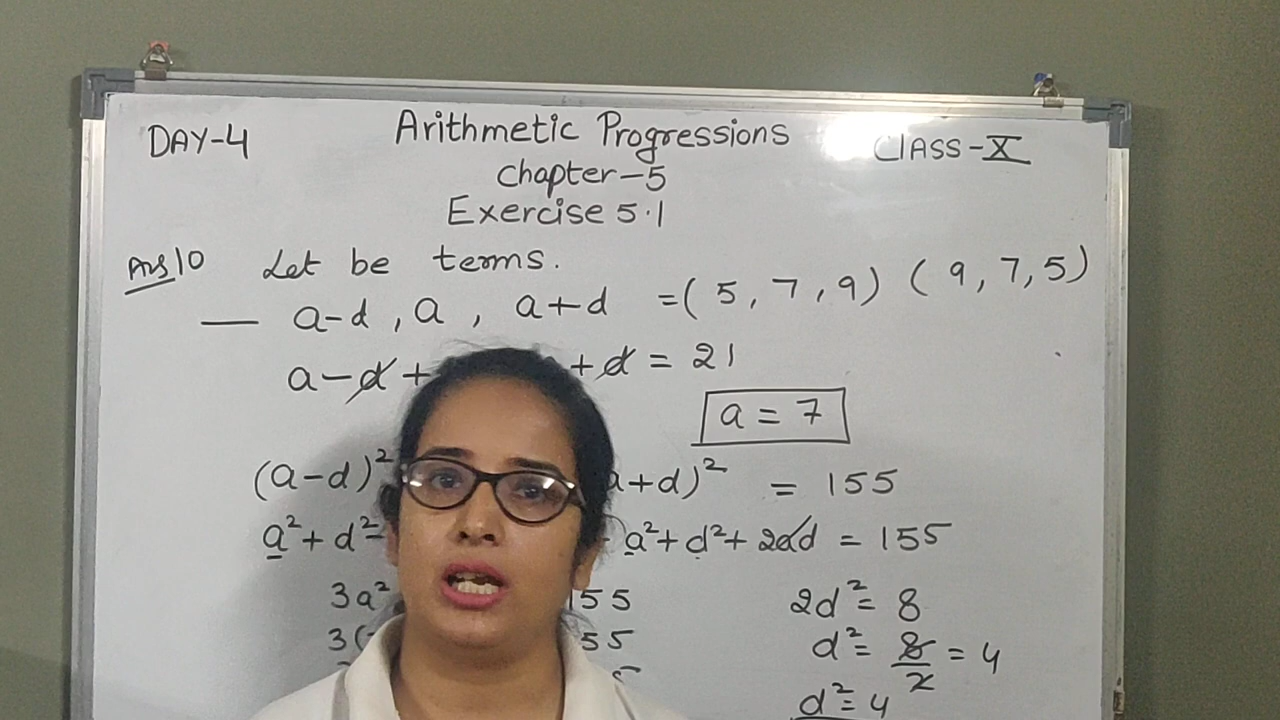 DAY-4 Arithmetic Progressions CLASS-X
Chapter-5
Exercise 5.1
Ans10 Let be terms.
— a-d , a , a+d =( 5, 7, 9) ( 9, 7, 5)
a-d+ +d = 21
a = 7
(a-d)² a+d)² = 155
a²+d²- a²+d²+2ad = 155
3a² 155 2d²= 8
3( 55 d²= 8/2 = 4
d²= 4